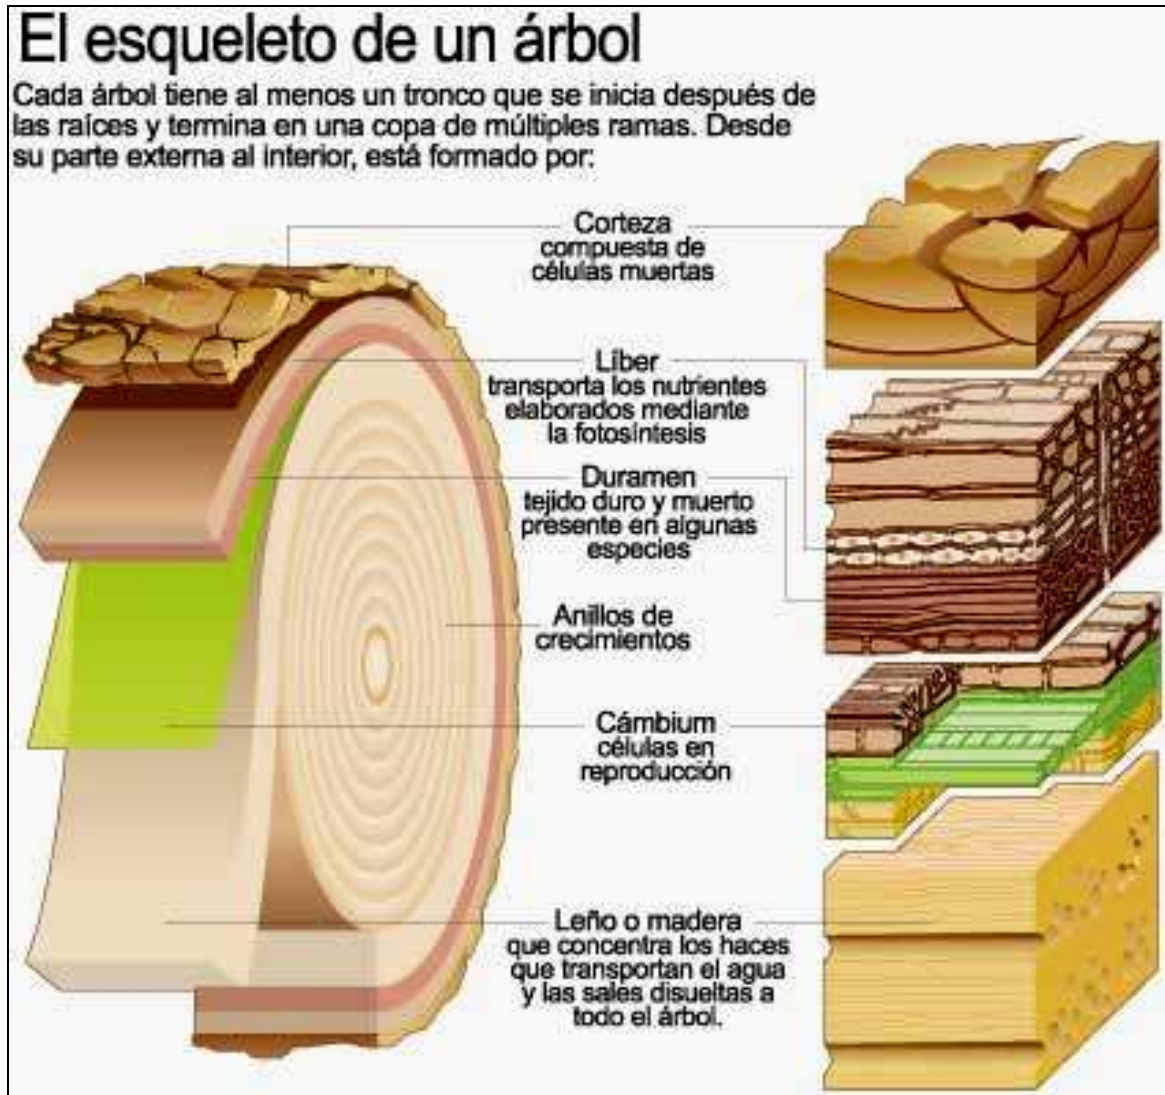 El esqueleto de un árbol
Cada árbol tiene al menos un tronco que se inicia después de
las raíces y termina en una copa de múltiples ramas. Desde
su parte externa al interior, está formado por:
Corteza
compuesta de
células muertas
Líber
transporta los nutrientes
elaborados mediante
la fotosíntesis
Duramen
tejido duro y muerto
presente en algunas
especies
Anillos de
crecimientos
Cámbium
células en
reproducción
Leño o madera
que concentra los haces
que transportan el agua
y las sales disueltas a
todo el árbol.